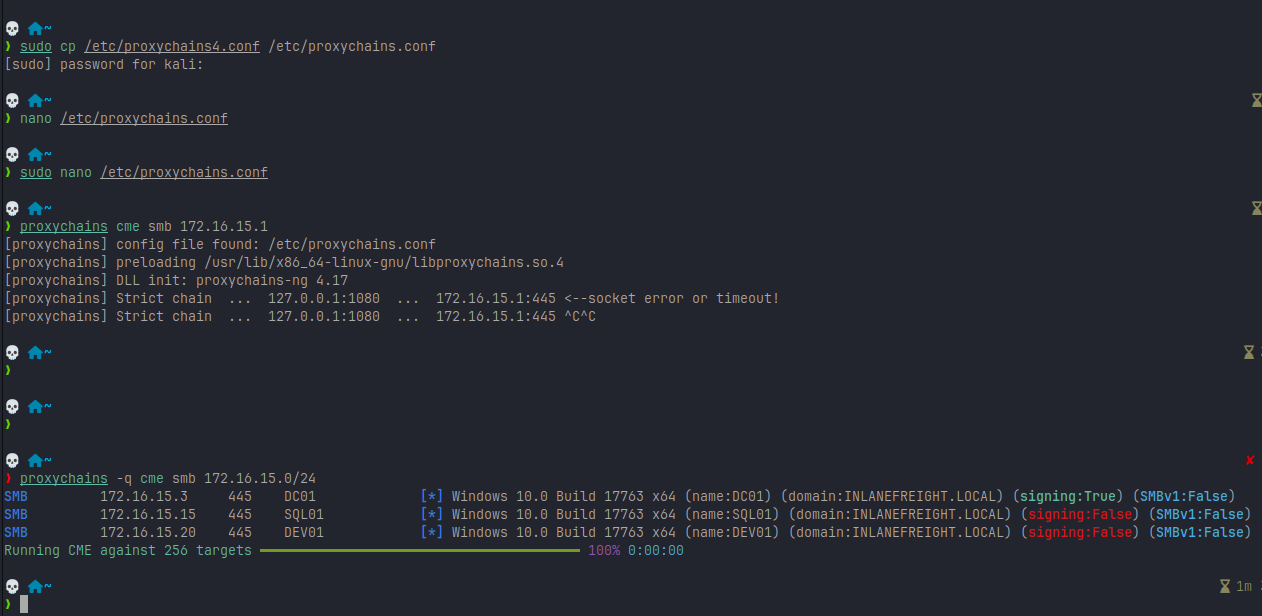 ~
❯ sudo cp /etc/proxychains4.conf /etc/proxychains.conf
[sudo] password for kali:
~
❯ nano /etc/proxychains.conf
~
❯ sudo nano /etc/proxychains.conf
~
❯ proxychains cme smb 172.16.15.1
[proxychains] config file found: /etc/proxychains.conf
[proxychains] preloading /usr/lib/x86_64-linux-gnu/libproxychains.so.4
[proxychains] DLL init: proxychains-ng 4.17
[proxychains] Strict chain  ...  127.0.0.1:1080  ...  172.16.15.1:445 <--socket error or timeout!
[proxychains] Strict chain  ...  127.0.0.1:1080  ...  172.16.15.1:445 ^C^C
~
❯
~
❯
~ ✘
❯ proxychains -q cme smb 172.16.15.0/24
SMB         172.16.15.3     445    DC01             [*] Windows 10.0 Build 17763 x64 (name:DC01) (domain:INLANEFREIGHT.LOCAL) (signing:True) (SMBv1:False)
SMB         172.16.15.15    445    SQL01            [*] Windows 10.0 Build 17763 x64 (name:SQL01) (domain:INLANEFREIGHT.LOCAL) (signing:False) (SMBv1:False)
SMB         172.16.15.20    445    DEV01            [*] Windows 10.0 Build 17763 x64 (name:DEV01) (domain:INLANEFREIGHT.LOCAL) (signing:False) (SMBv1:False)
Running CME against 256 targets 100% 0:00:00
~ 1m
❯